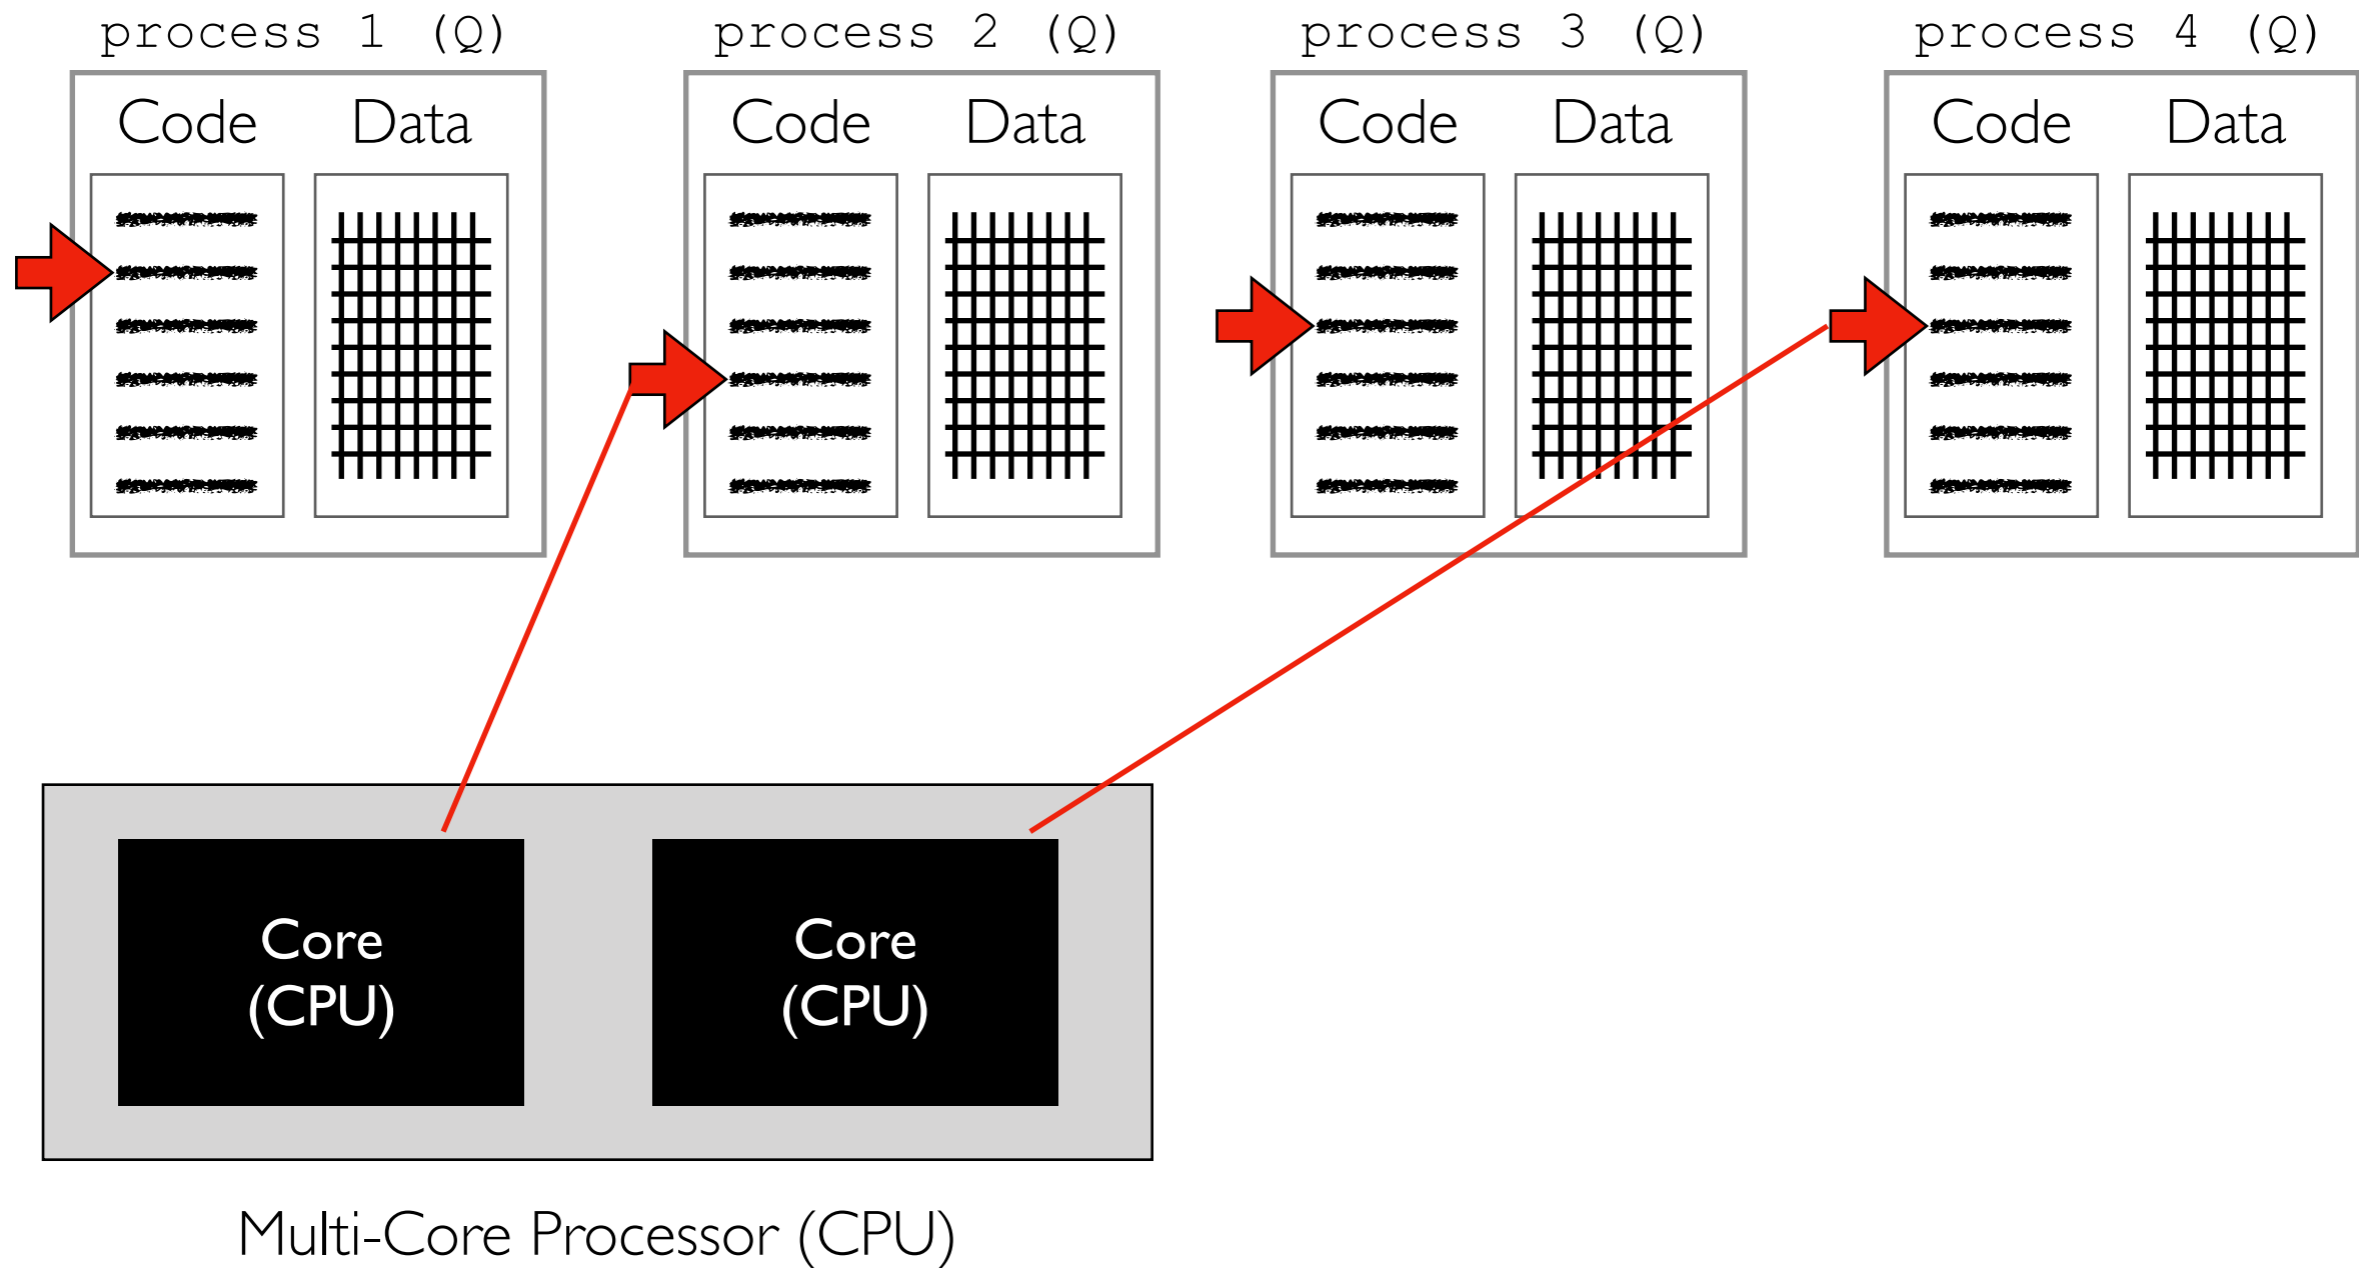 process 1 (Q)
process 2 (Q)
process 3 (Q)
process 4 (Q)
Code Data
Code Data
Code Data
Code Data
Core
(CPU)
Core
(CPU)
Multi-Core Processor (CPU)